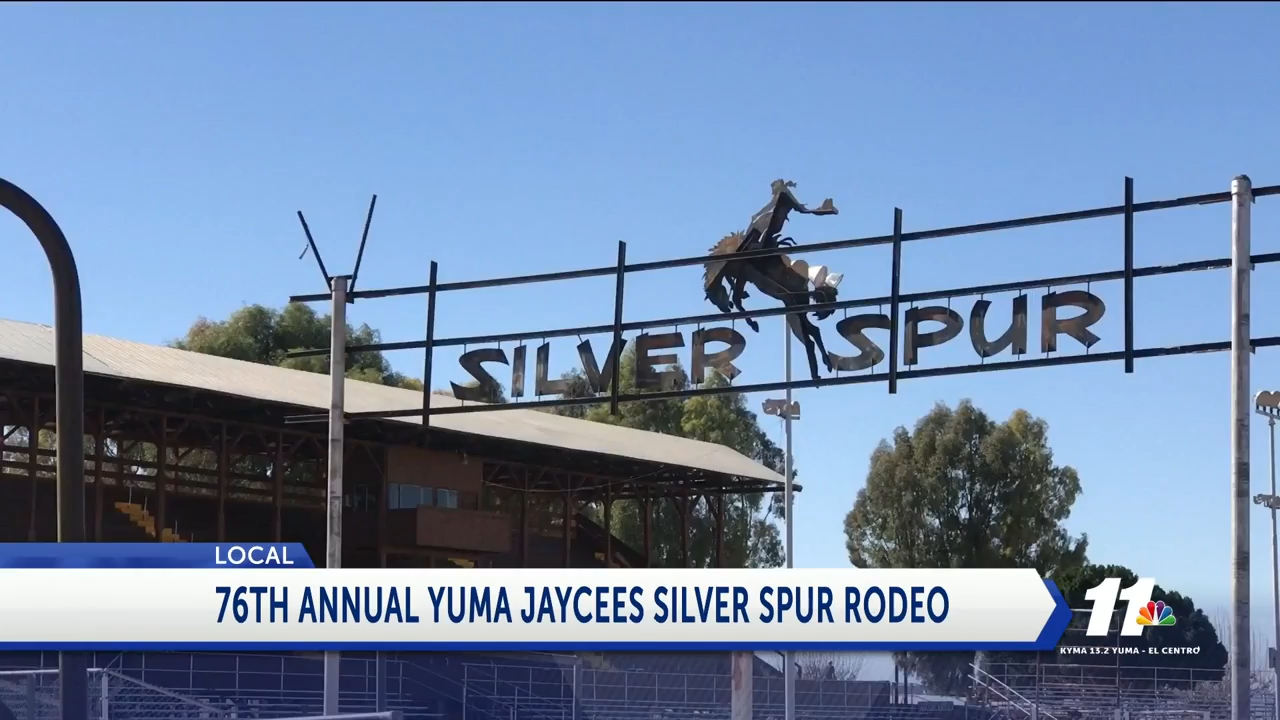 SILVER SPUR
LOCAL
76TH ANNUAL YUMA JAYCEES SILVER SPUR RODEO
11
KYMA 13.2 YUMA - EL CENTRO